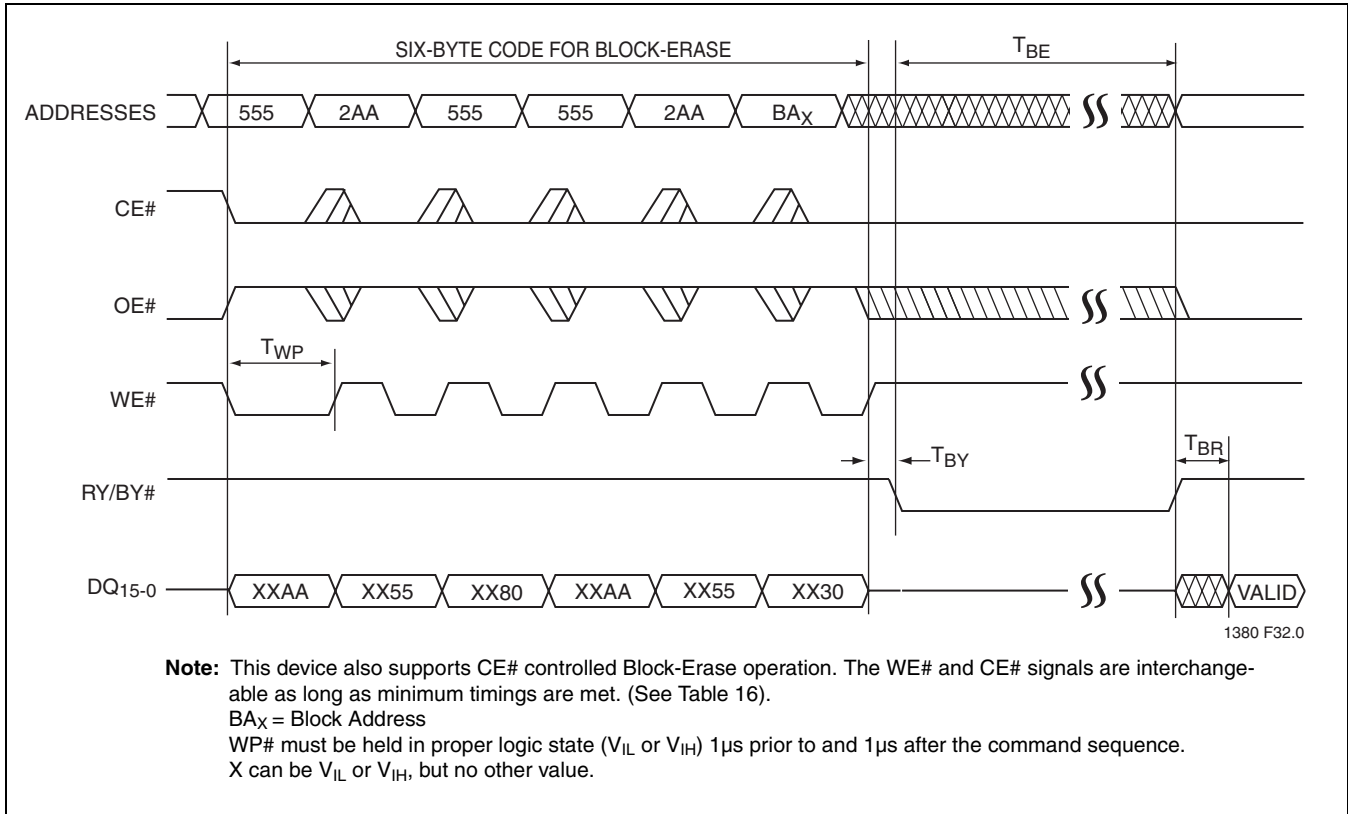 SIX-BYTE CODE FOR BLOCK-ERASE
TBE
ADDRESSES 555 2AA 555 555 2AA BAX
CE#
OE#
TWP
WE#
TBY
TBR
RY/BY#
DQ15-0 XXAA XX55 XX80 XXAA XX55 XX30 VALID
1380 F32.0
Note: This device also supports CE# controlled Block-Erase operation. The WE# and CE# signals are interchange-
able as long as minimum timings are met. (See Table 16).
BAX = Block Address
WP# must be held in proper logic state (VIL or VIH) 1µs prior to and 1µs after the command sequence.
X can be VIL or VIH, but no other value.